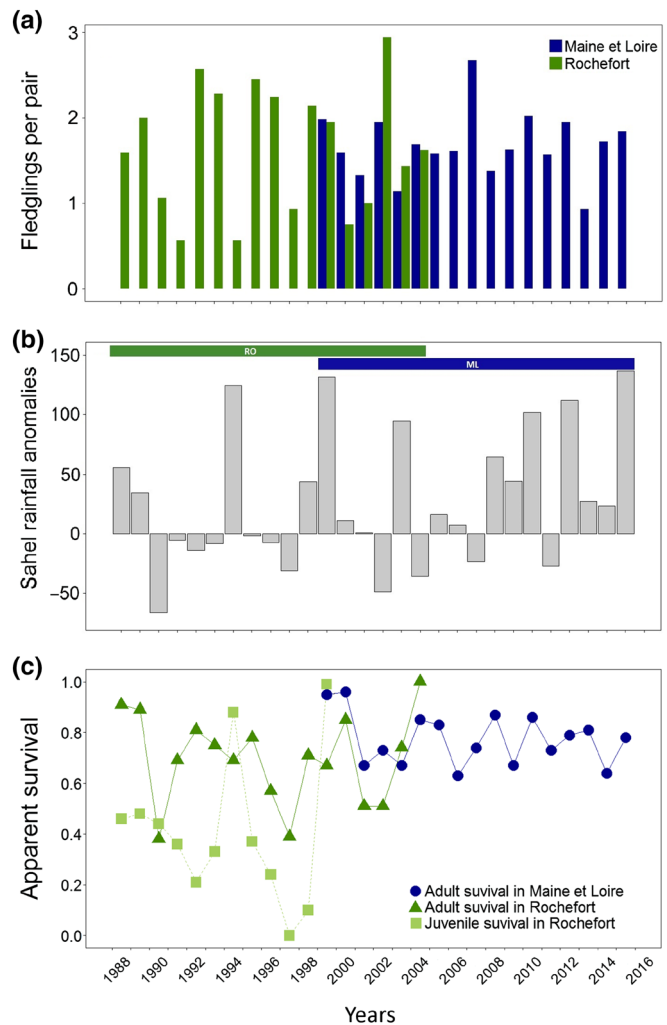 (a)
3
2
1
0
Fledglings per pair
Maine et Loire
Rochefort
(b)
150
100
50
0
−50
Sahel rainfall anomalies
RO
ML
(c)
1.0
0.8
0.6
0.4
0.2
0.0
Apparent survival
Adult suvival in Maine et Loire
Adult suvival in Rochefort
Juvenile suvival in Rochefort
1988 1990 1992 1994 1996 1998 2000 2002 2004 2006 2008 2010 2012 2014 2016
Years